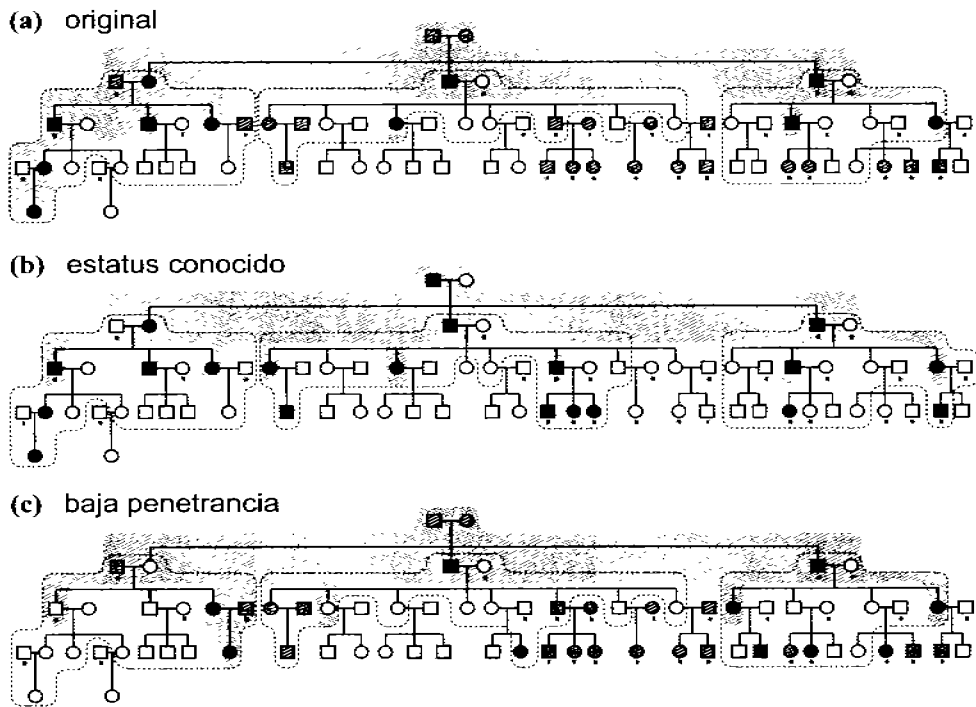 (a) original
(b) estatus conocido
(c) baja penetrancia